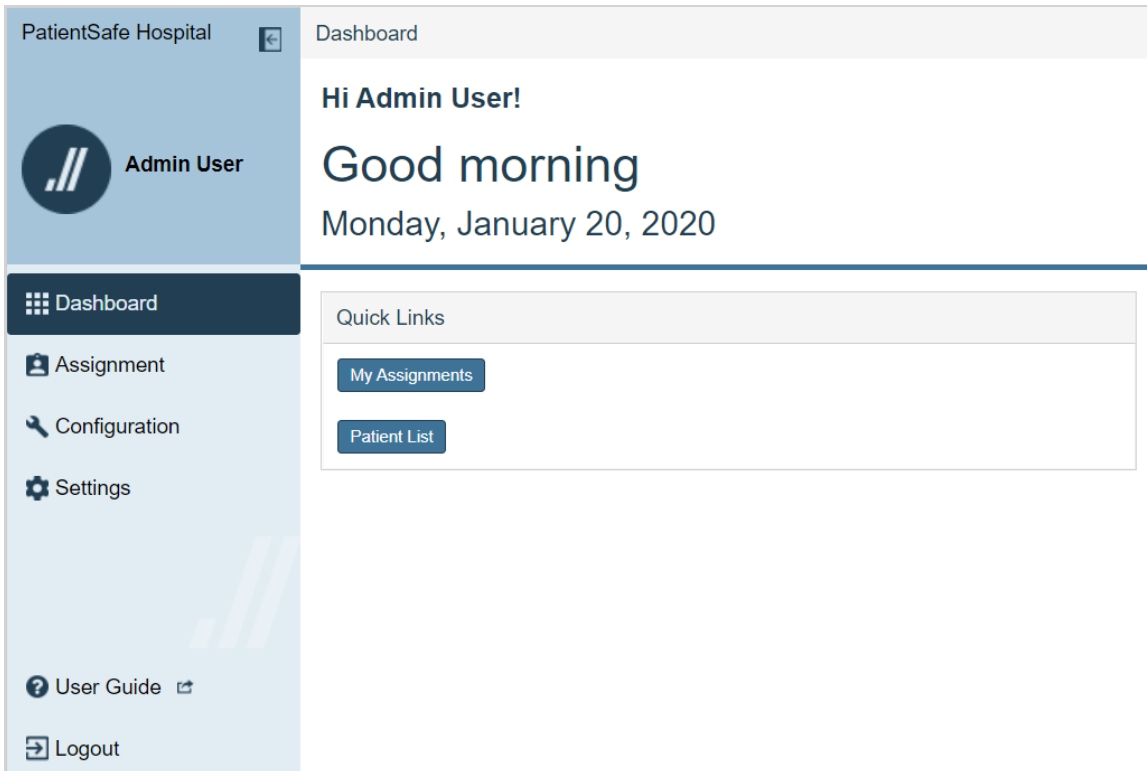 PatientSafe Hospital
Admin User
Dashboard
Assignment
Configuration
Settings
User Guide
Logout
Dashboard
Hi Admin User!
Good morning
Monday, January 20, 2020
Quick Links
My Assignments
Patient List